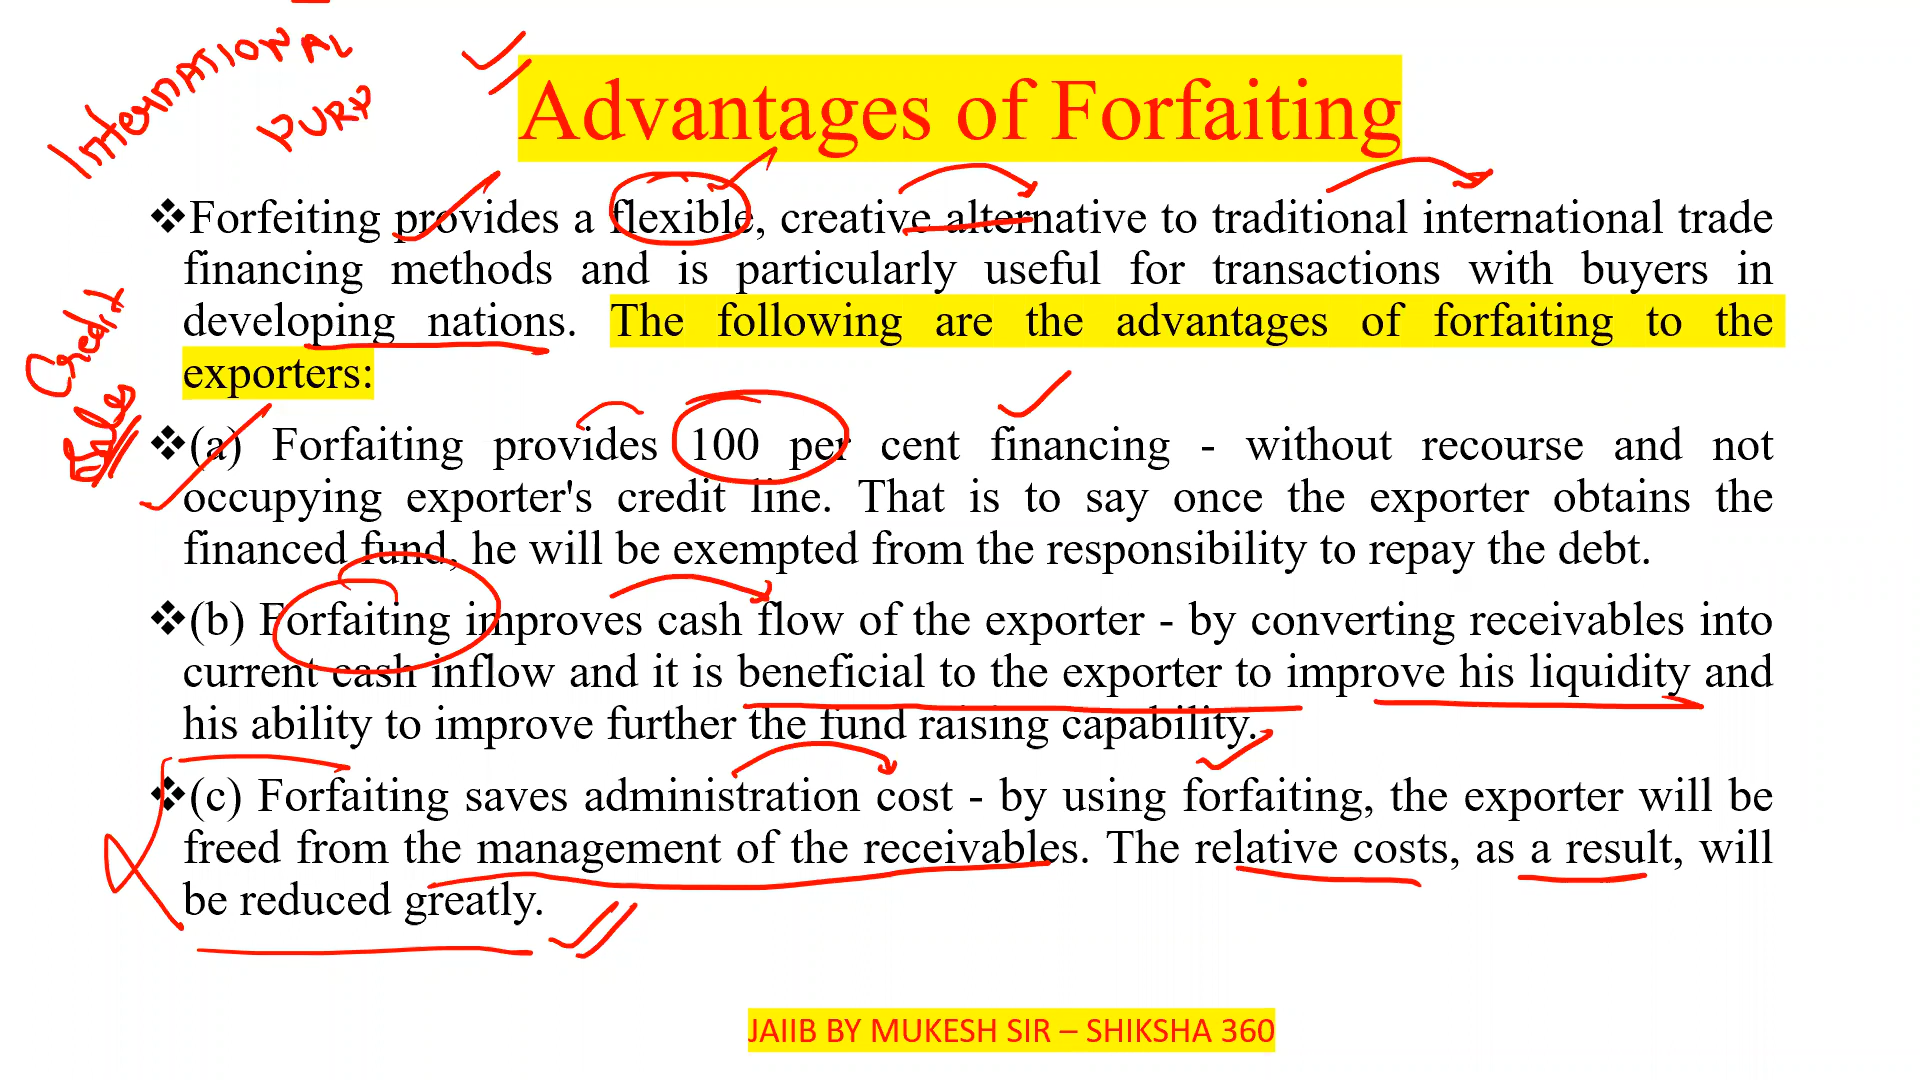 INTERNATIONAL
Advantages of Forfaiting
❖Forfeiting provides a flexible, creative alternative to traditional international trade
financing methods and is particularly useful for transactions with buyers in
developing nations. The following are the advantages of forfaiting to the
exporters:
Credit
Sales
❖(a) Forfaiting provides 100 per cent financing - without recourse and not
occupying exporter's credit line. That is to say once the exporter obtains the
financed fund, he will be exempted from the responsibility to repay the debt.
❖(b) Forfaiting improves cash flow of the exporter - by converting receivables into
current cash inflow and it is beneficial to the exporter to improve his liquidity and
his ability to improve further the fund raising capability.
❖(c) Forfaiting saves administration cost - by using forfaiting, the exporter will be
freed from the management of the receivables. The relative costs, as a result, will
be reduced greatly.
JAIIB BY MUKESH SIR – SHIKSHA 360